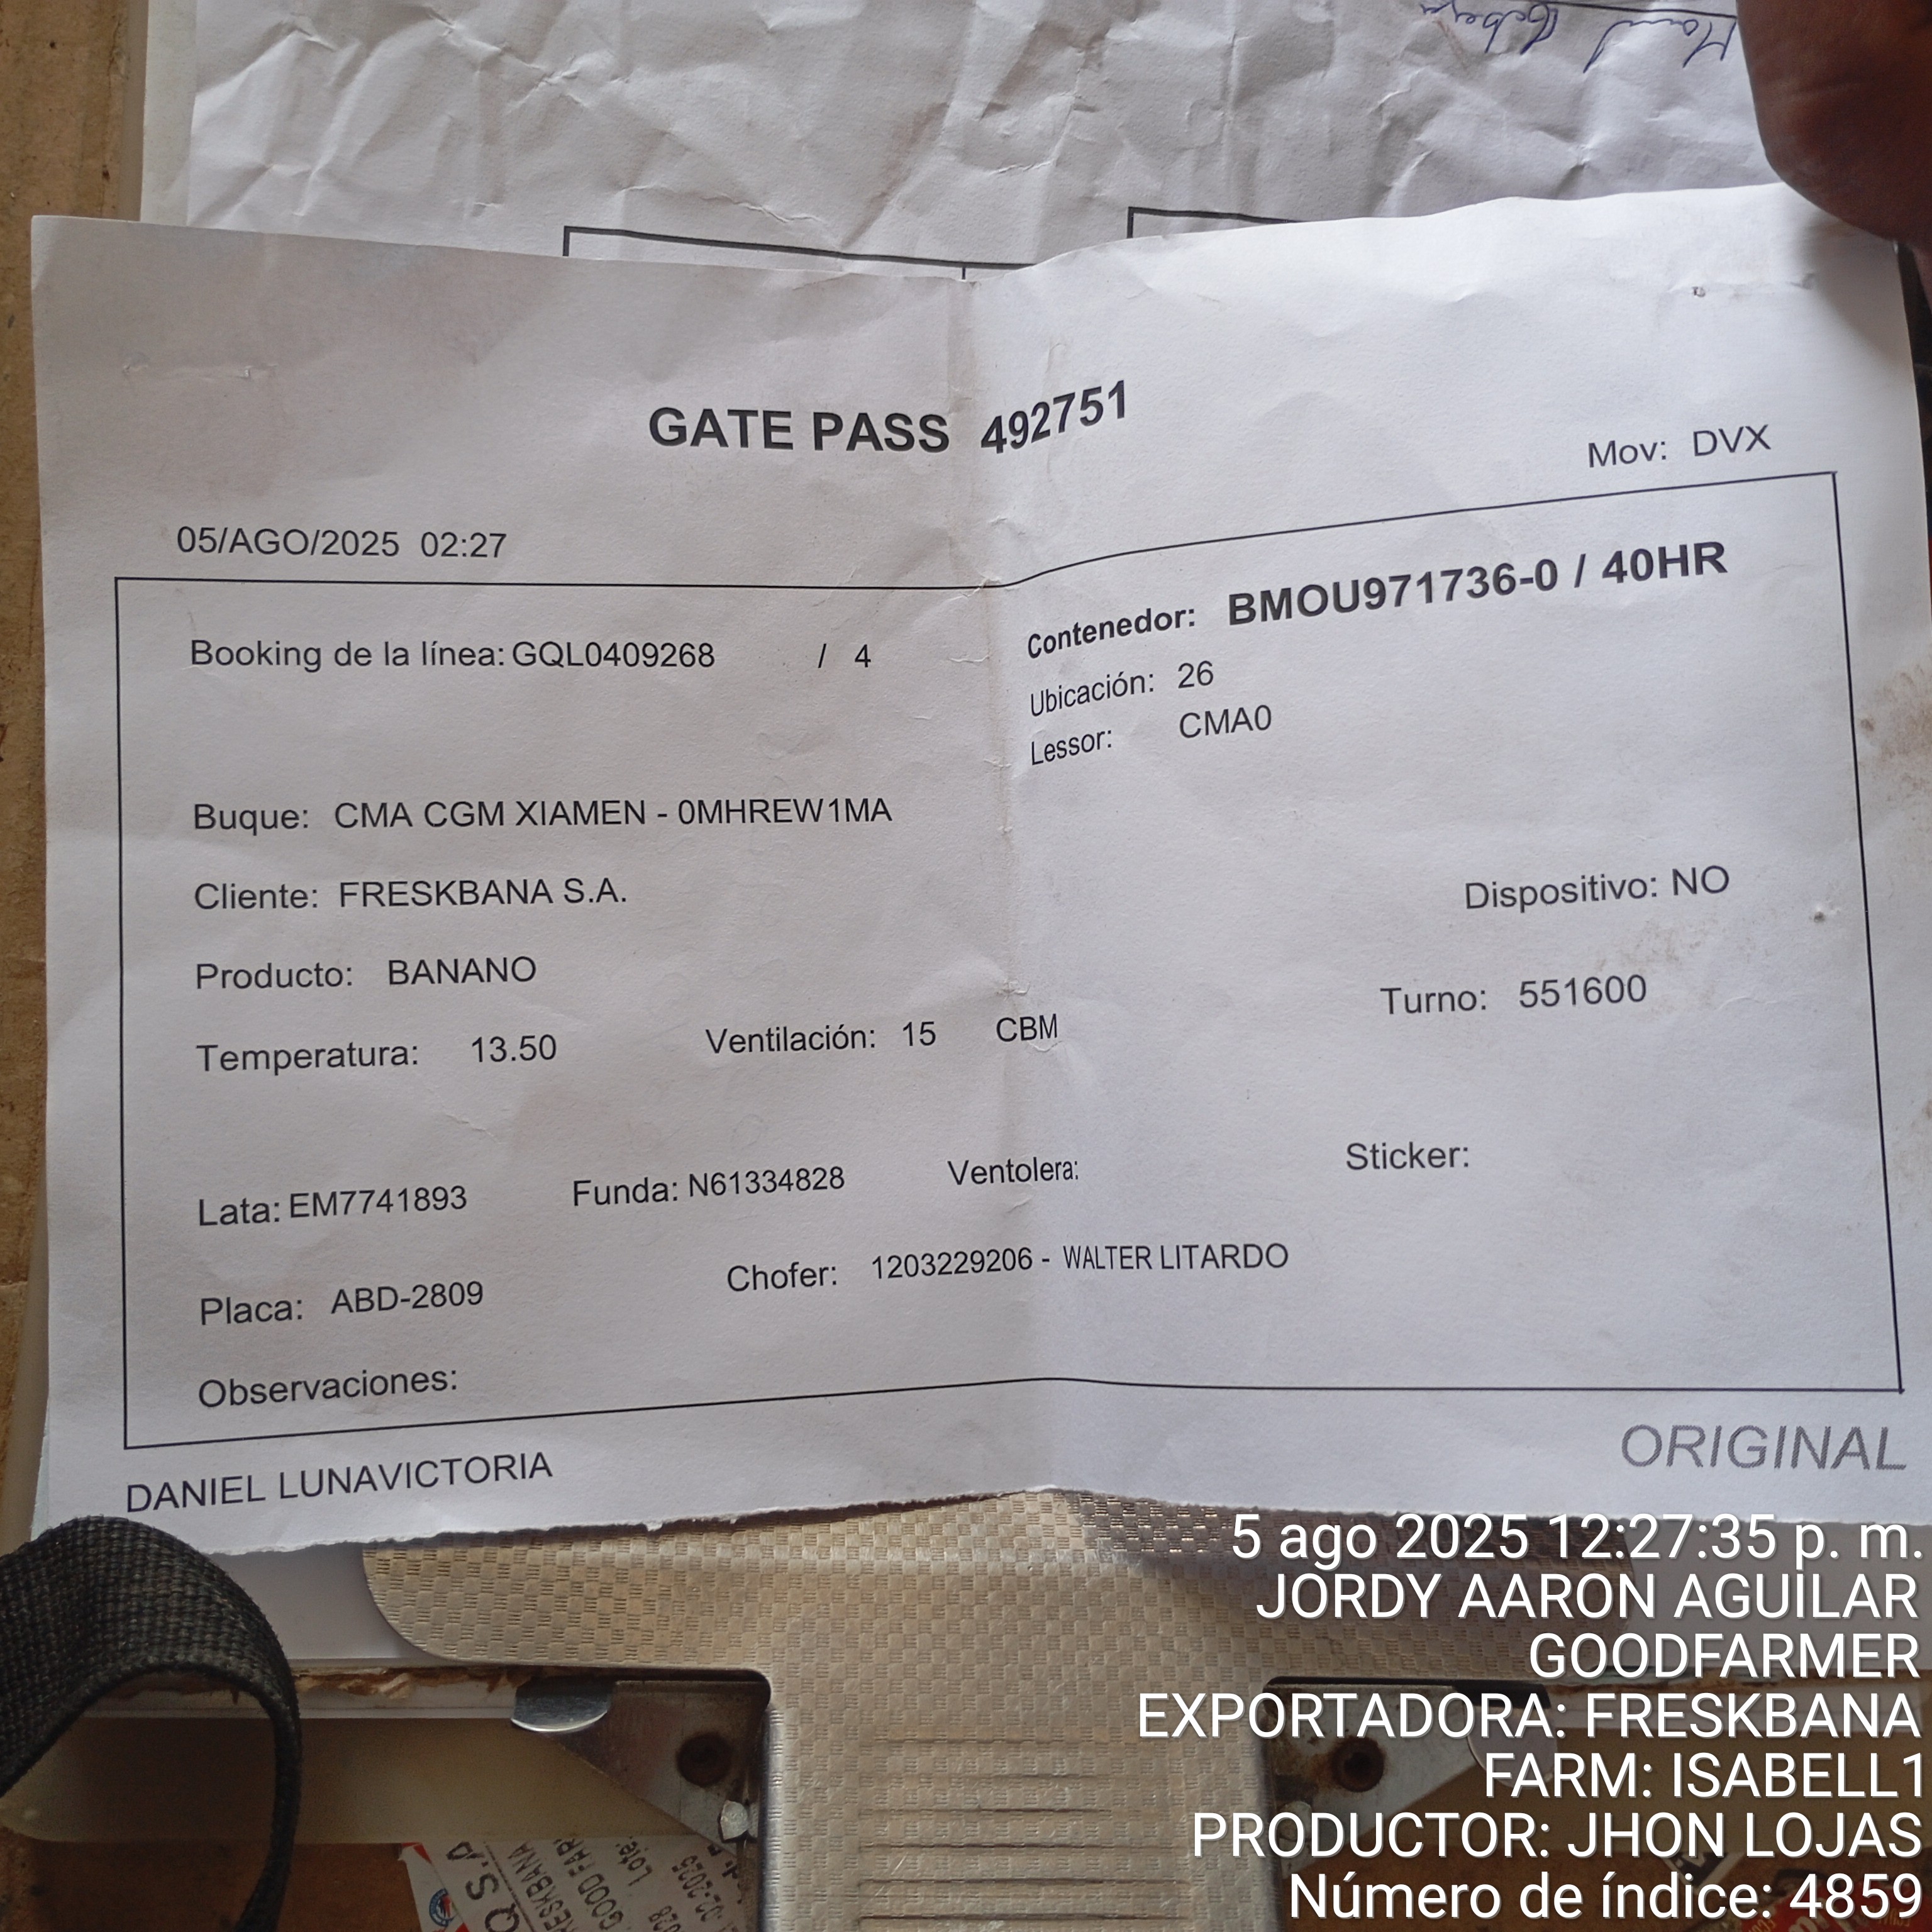 GATE PASS 492751
Mov: DVX
05/AGO/2025 02:27
Booking de la línea: GQL0409268 / 4
Contenedor: BMOU971736-0 / 40HR
Ubicación: 26
Lessor: CMA0
Buque: CMA CGM XIAMEN - 0MHREW1MA
Cliente: FRESKBANA S.A.
Dispositivo: NO
Producto: BANANO
Turno: 551600
Temperatura: 13.50 Ventilación: 15 CBM
Sticker:
Lata: EM7741893 Funda: N61334828 Ventolera:
Placa: ABD-2809 Chofer: 1203229206 - WALTER LITARDO
Observaciones:
DANIEL LUNAVICTORIA
ORIGINAL
5 ago 2025 12:27:35 p. m.
JORDY AARON AGUILAR
GOODFARMER
EXPORTADORA: FRESKBANA
FARM: ISABELL1
PRODUCTOR: JHON LOJAS
Número de índice: 4859